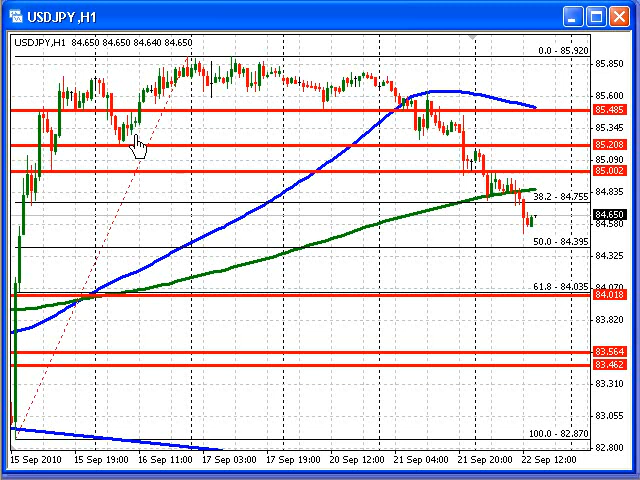 USDJPY,H1
USDJPY,H1 84.650 84.650 84.640 84.650
0.0 - 85.920
85.850
85.600
85.485
85.345
85.208
85.090
85.002
84.835
38.2 - 84.755
84.650
84.580
50.0 - 84.395
84.325
61.8 - 84.035
84.070
84.018
83.820
83.564
83.462
83.310
83.055
100.0 - 82.870
82.800
15 Sep 2010 15 Sep 19:00 16 Sep 11:00 17 Sep 03:00 17 Sep 19:00 20 Sep 12:00 21 Sep 04:00 21 Sep 20:00 22 Sep 12:00